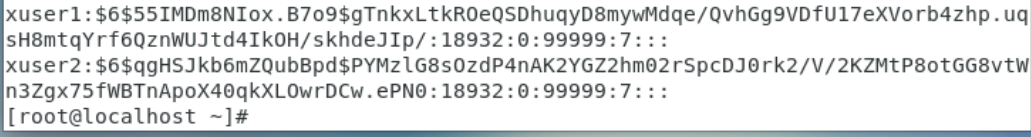 xuser1:$6$55IMDm8NIox.B7o9$gTnkxLtkROeQSDhuqyD8mywMdqe/QvhGg9VDfU17eXVorb4zhp.uq
sH8mtqYrf6QznWUJtd4IkOH/skhdeJIp/:18932:0:99999:7:::
xuser2:$6$qgHSJkb6mZQubBpd$PYMzlG8sOzdP4nAK2YGZ2hm02rSpcDJ0rk2/V/2KZMtP8otGG8vtW
n3Zgx75fWBTnApoX40qkXLOwrDCw.ePN0:18932:0:99999:7:::
[root@localhost ~]#